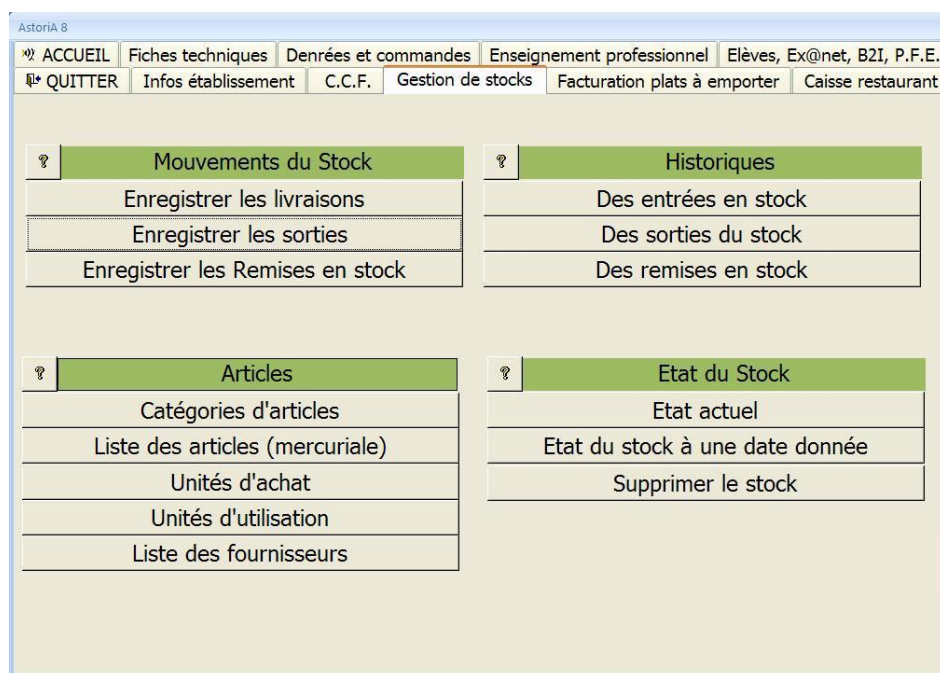 AstoriA 8
ACCUEIL Fiches techniques Denrées et commandes Enseignement professionnel Elèves, Ex@net, B2I, P.F.E.
QUITTER Infos établissement C.C.F. Gestion de stocks Facturation plats à emporter Caisse restaurant
? Mouvements du Stock
Enregistrer les livraisons
Enregistrer les sorties
Enregistrer les Remises en stock
? Historiques
Des entrées en stock
Des sorties du stock
Des remises en stock
? Articles
Catégories d'articles
Liste des articles (mercuriale)
Unités d'achat
Unités d'utilisation
Liste des fournisseurs
? Etat du Stock
Etat actuel
Etat du stock à une date donnée
Supprimer le stock